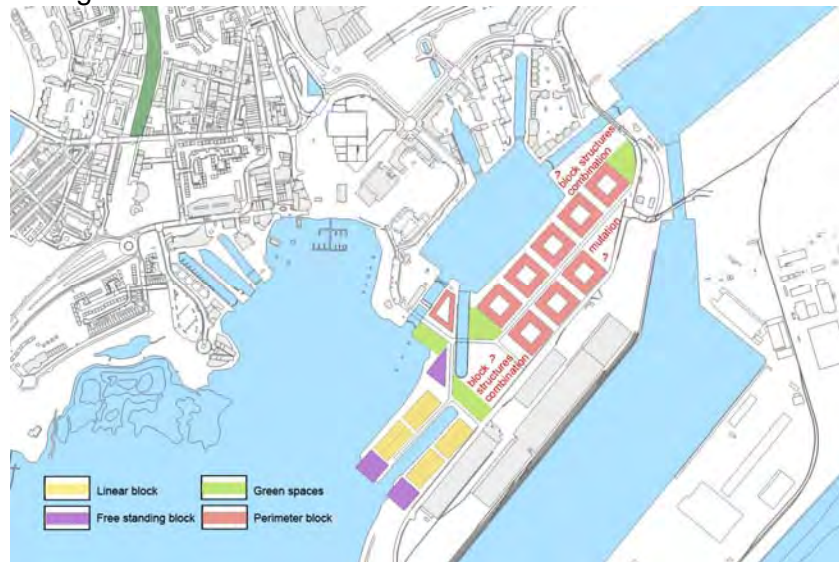 block structures
combination
mutation
block
structures
combination
Linear block
Green spaces
Free standing block
Perimeter block